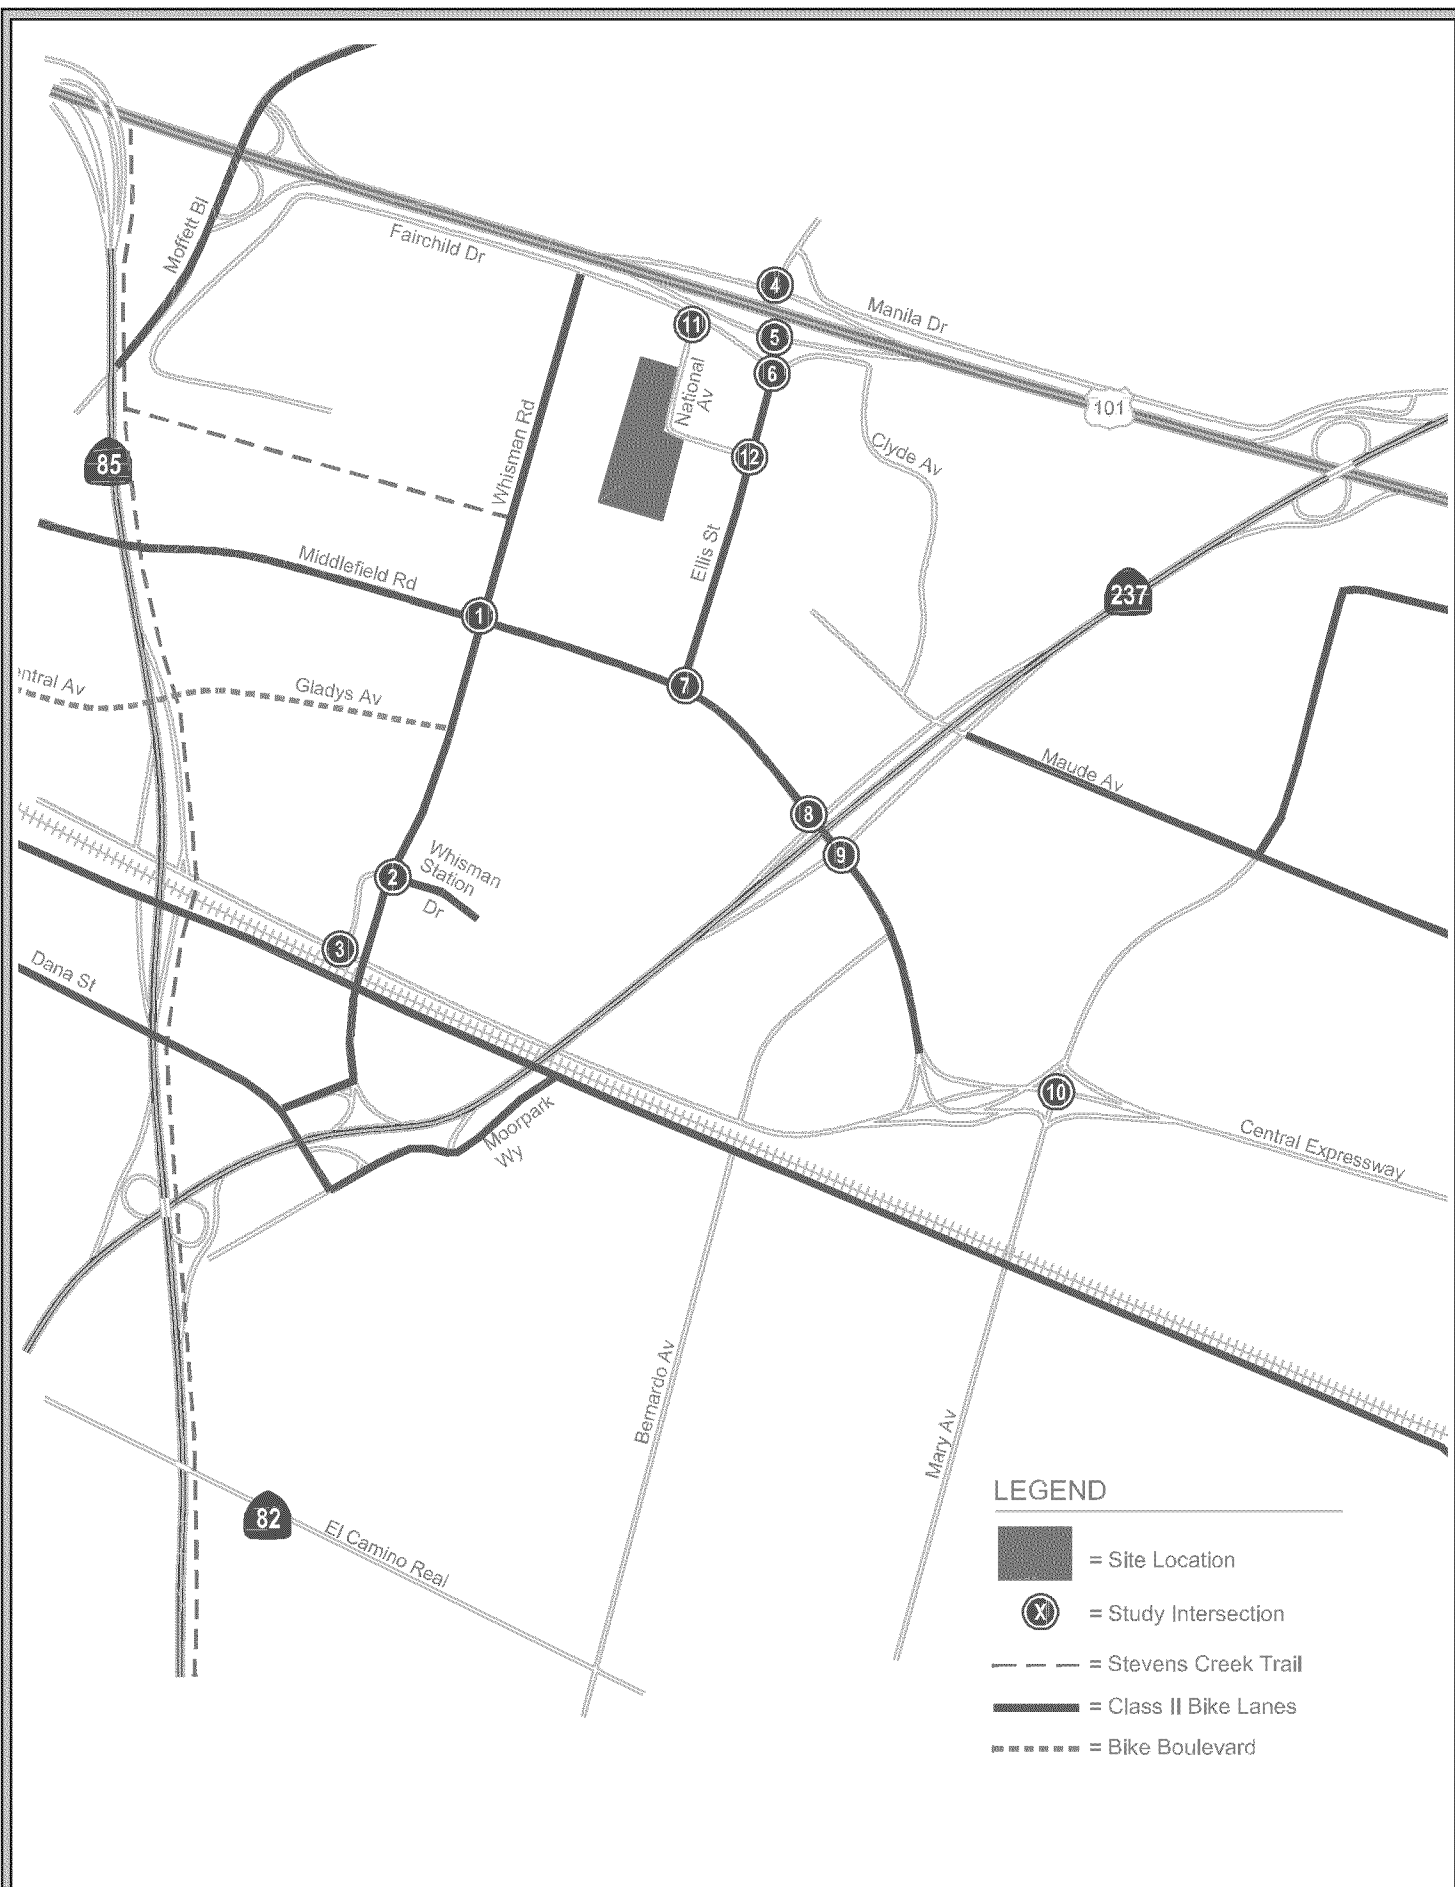 Moffett Bl
Fairchild Dr
4
Manila Dr
11
5
6
National
Av
101
Whisman Rd
12
Clyde Av
85
Ellis St
Middlefield Rd
237
1
7
entral Av
Gladys Av
Maude Av
8
9
2
Whisman
Station
Dr
3
Dana St
10
Moorpark
Wy
Central Expressway
Bernardo Av
Mary Av
82
El Camino Real
LEGEND
= Site Location
X = Study Intersection
= Stevens Creek Trail
= Class II Bike Lanes
= Bike Boulevard